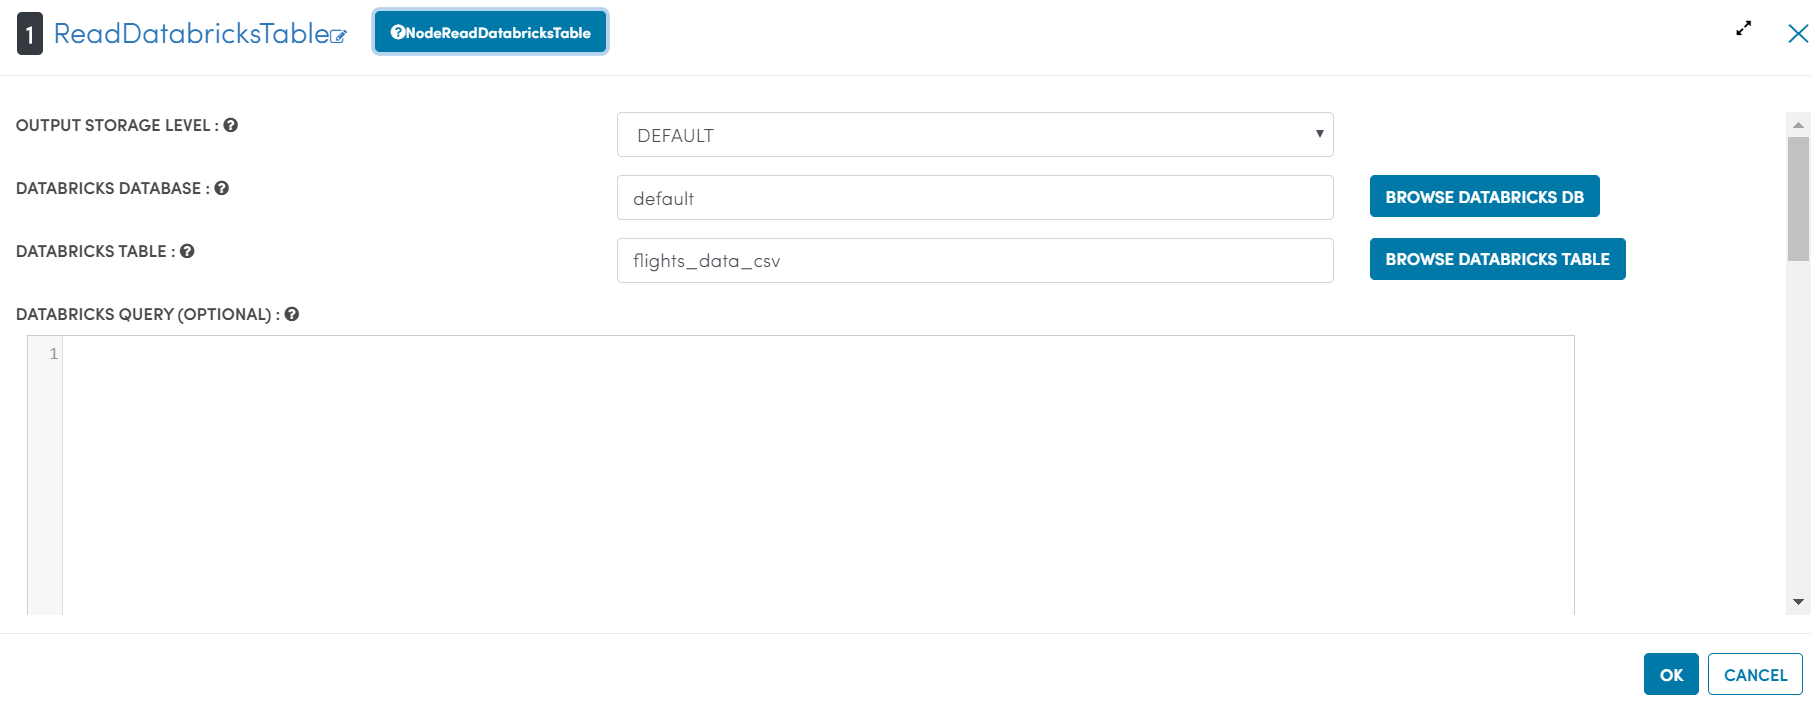 1 ReadDatabricksTable NodeReadDatabricksTable
OUTPUT STORAGE LEVEL : DEFAULT
DATABRICKS DATABASE : default BROWSE DATABRICKS DB
DATABRICKS TABLE : flights_data_csv BROWSE DATABRICKS TABLE
DATABRICKS QUERY (OPTIONAL) :
1
OK CANCEL